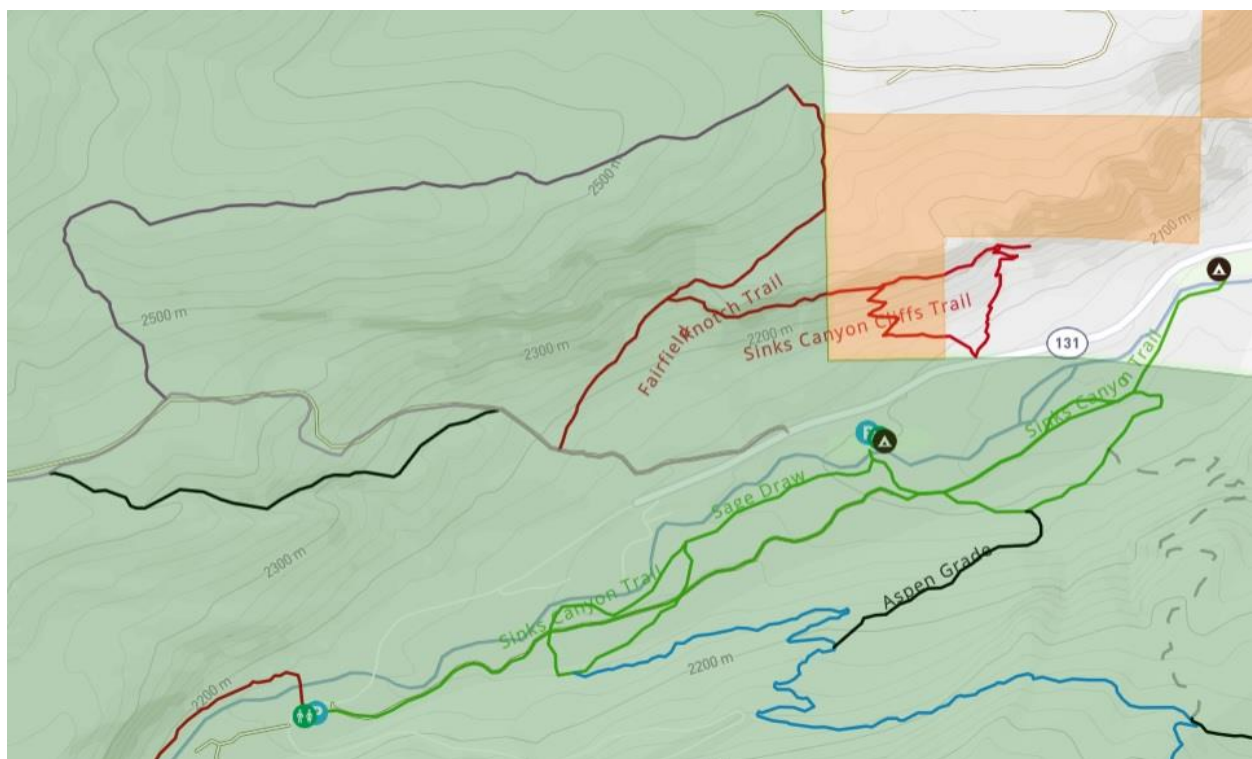 2500 m
2100 m
Fairfield
Knotch Trail
2500 m
2200 m
Sinks Canyon Cliffs Trail
2300 m
131
Sinks Canyon Trail
Sage Draw
2300 m
Aspen Grade
Sinks Canyon Trail
2200 m
2200 m
P